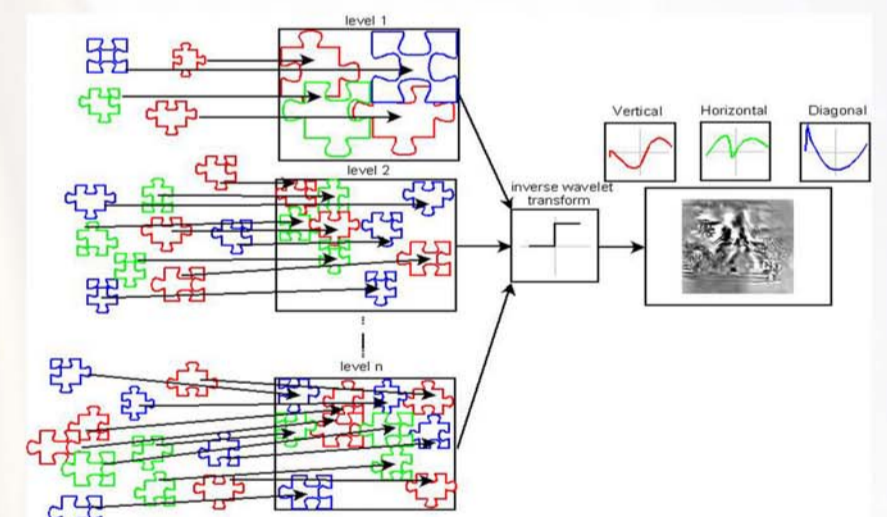 level 1
level 2
level n
inverse wavelet
transform
Vertical
Horizontal
Diagonal